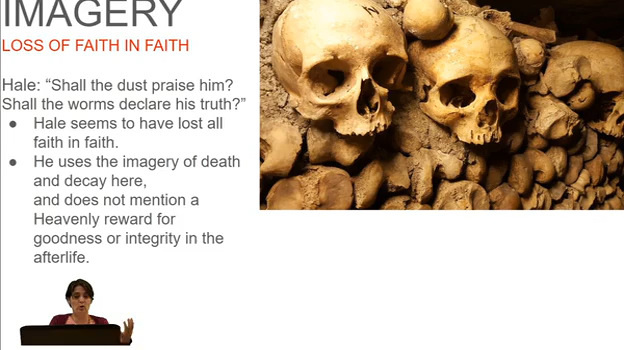 IMAGERY
LOSS OF FAITH IN FAITH
Hale: “Shall the dust praise him?
Shall the worms declare his truth?”
● Hale seems to have lost all
faith in faith.
● He uses the imagery of death
and decay here,
and does not mention a
Heavenly reward for
goodness or integrity in the
afterlife.